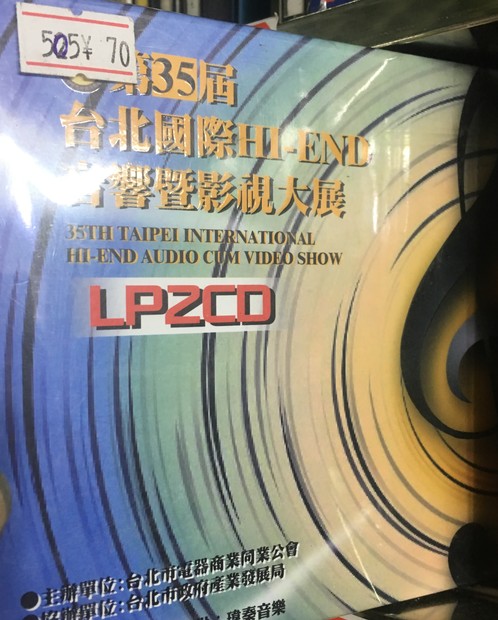 505¥ 70
第35屆
台北國際HI-END
音響暨影視大展
35TH TAIPEI INTERNATIONAL
HI-END AUDIO CUM VIDEO SHOW
LP2CD
●主辦單位:台北市電器商業同業公會
●協辦單位:台北市政府產業發展局
:瑋秦音樂